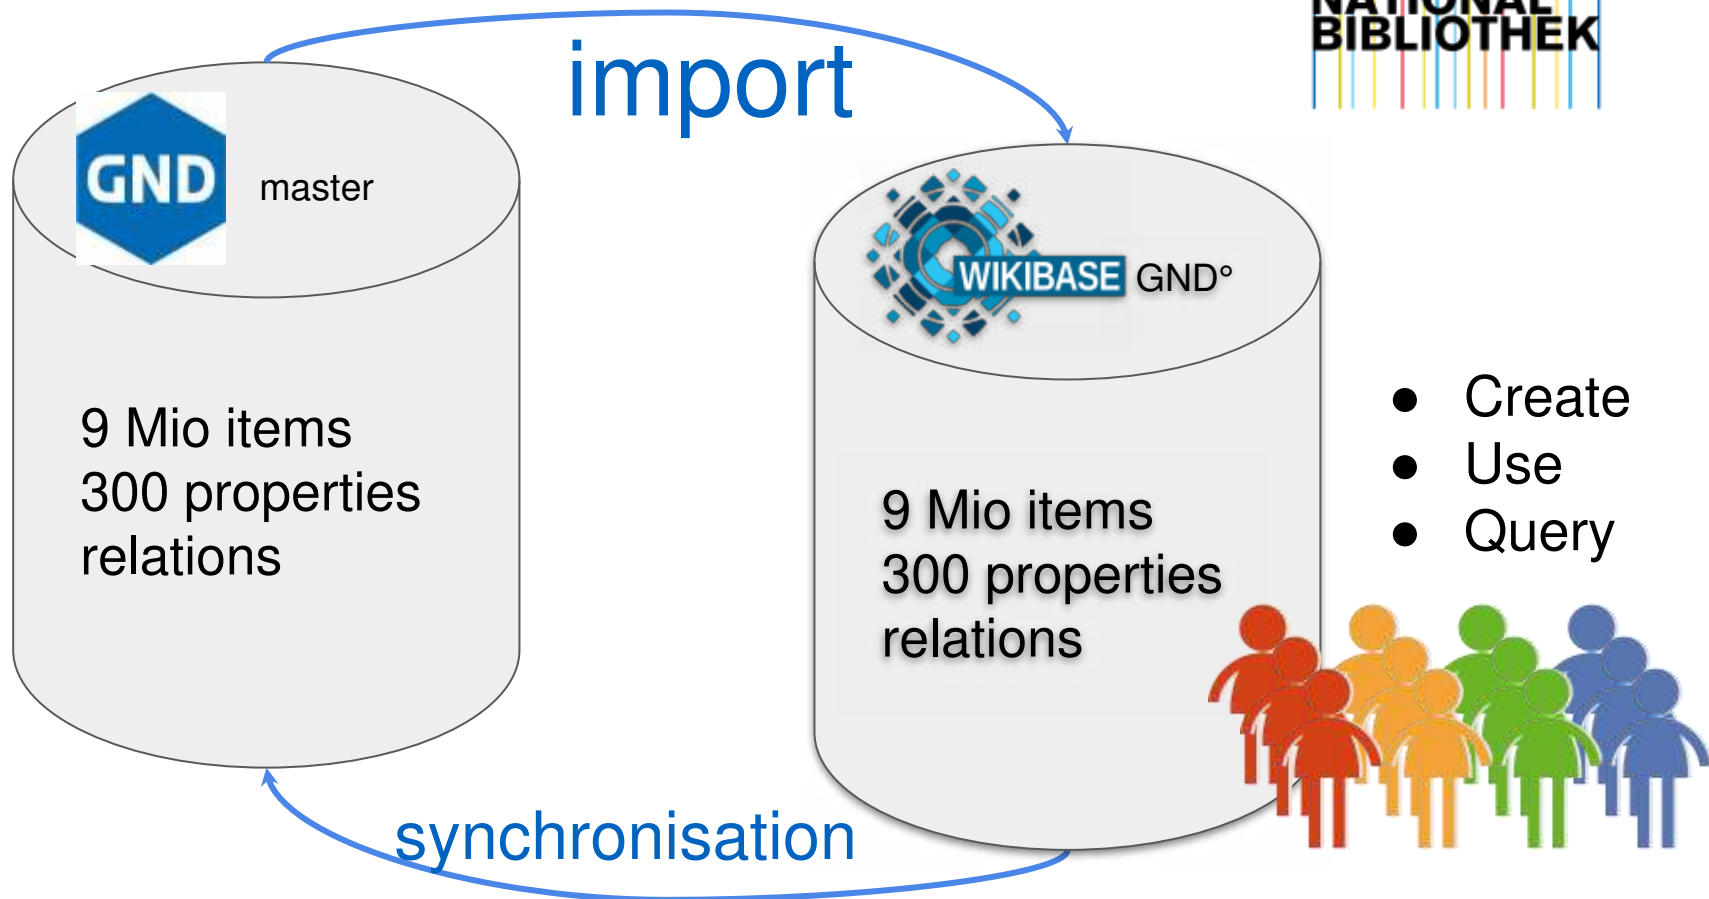 NATIONAL
BIBLIOTHEK
import
GND master
WIKIBASE GND°
9 Mio items
300 properties
relations
9 Mio items
300 properties
relations
● Create
● Use
● Query
synchronisation